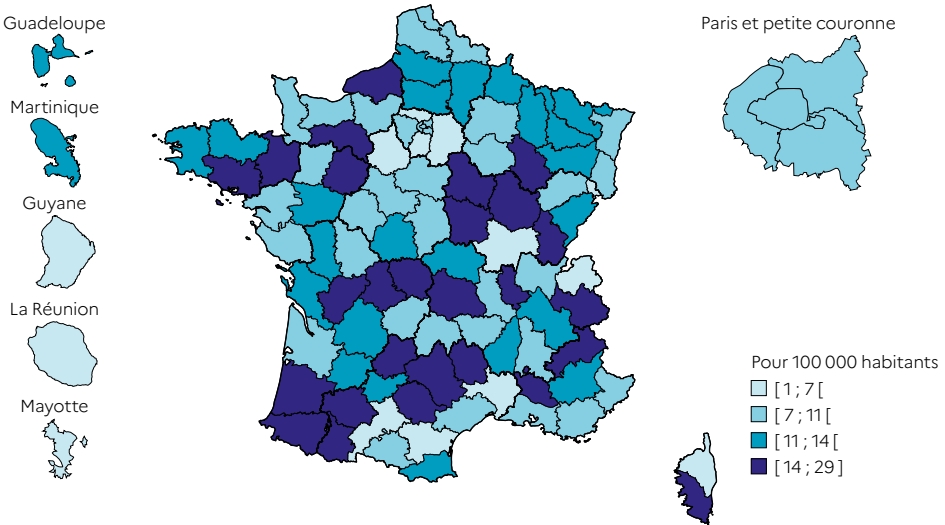 Guadeloupe
Martinique
Guyane
La Réunion
Mayotte
Paris et petite couronne
Pour 100 000 habitants
[ 1 ; 7 [
[ 7 ; 11 [
[ 11 ; 14 [
[ 14 ; 29 ]